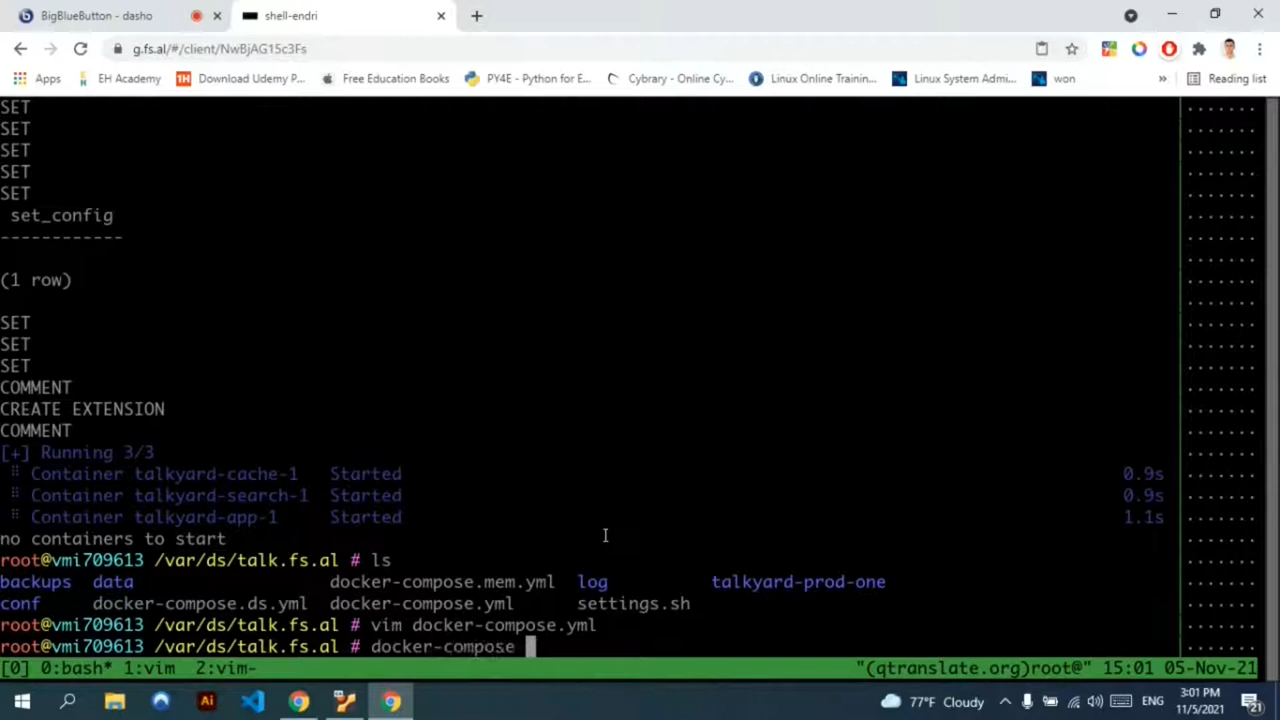 BigBlueButton - dasho
shell-endri
g.fs.al/#/client/NwBjAG15c3Fs
Apps EH Academy Download Udemy P... Free Education Books PY4E - Python for E... Cybrary - Online Cy... Linux Online Trainin... Linux System Admi... won » Reading list
SET
SET
SET
SET
SET
set_config
------------
(1 row)
SET
SET
SET
COMMENT
CREATE EXTENSION
COMMENT
[+] Running 3/3
⠿ Container talkyard-cache-1 Started 0.9s
⠿ Container talkyard-search-1 Started 0.9s
⠿ Container talkyard-app-1 Started 1.1s
no containers to start
root@vmi709613 /var/ds/talk.fs.al # ls
backups data docker-compose.mem.yml log talkyard-prod-one
conf docker-compose.ds.yml docker-compose.yml settings.sh
root@vmi709613 /var/ds/talk.fs.al # vim docker-compose.yml
root@vmi709613 /var/ds/talk.fs.al # docker-compose
[0] 0:bash* 1:vim 2:vim- "(qtranslate.org)root@" 15:01 05-Nov-21
Ai 77°F Cloudy ENG 3:01 PM
11/5/2021 21